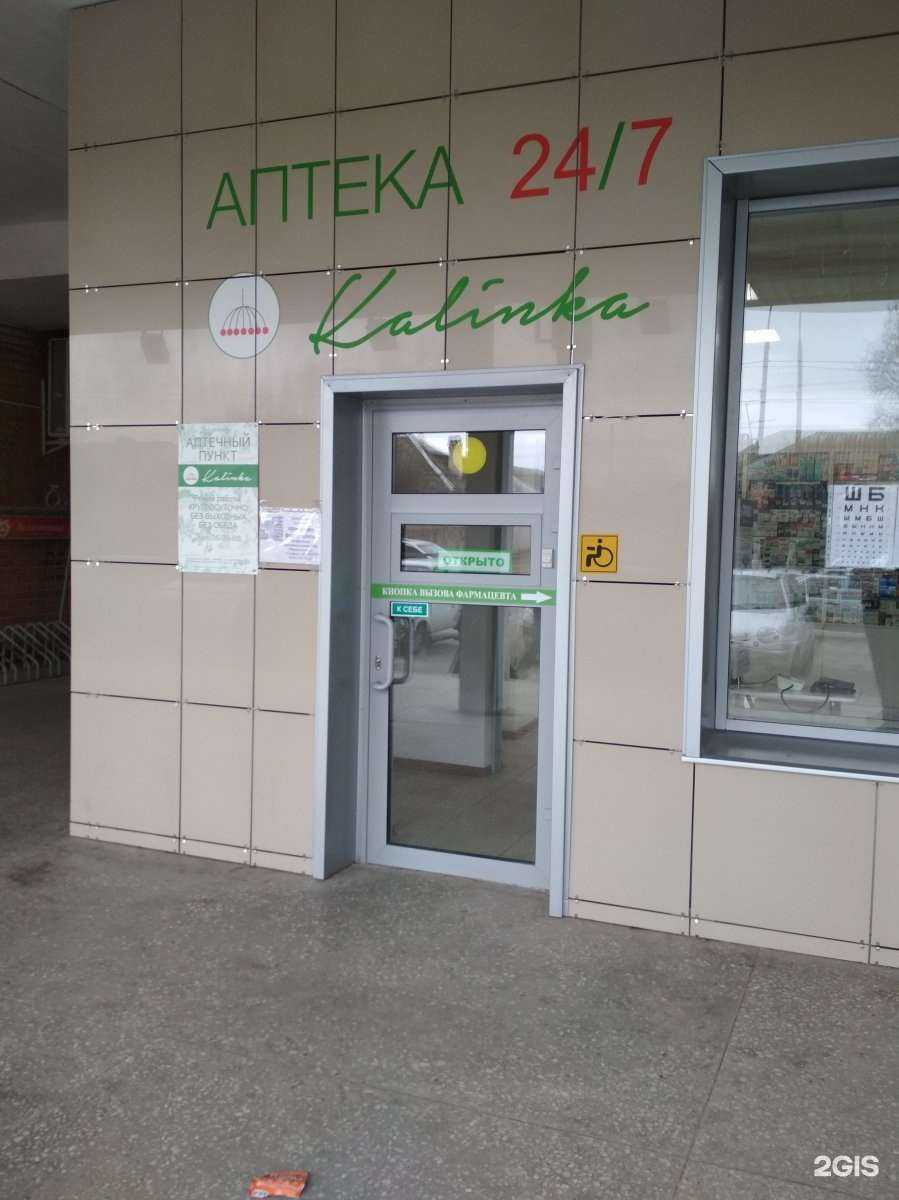 АПТЕКА 24/7
Kalinka
АПТЕЧНЫЙ
ПУНКТ
Kalinka
КРУГЛОСУТОЧНО
БЕЗ ВЫХОДНЫХ
БЕЗ ОБЕДА
ОТКРЫТО
КНОПКА ВЫЗОВА ФАРМАЦЕВТА
К СЕБЕ
Ш Б
М Н К
Ы М Б Ш
2GIS